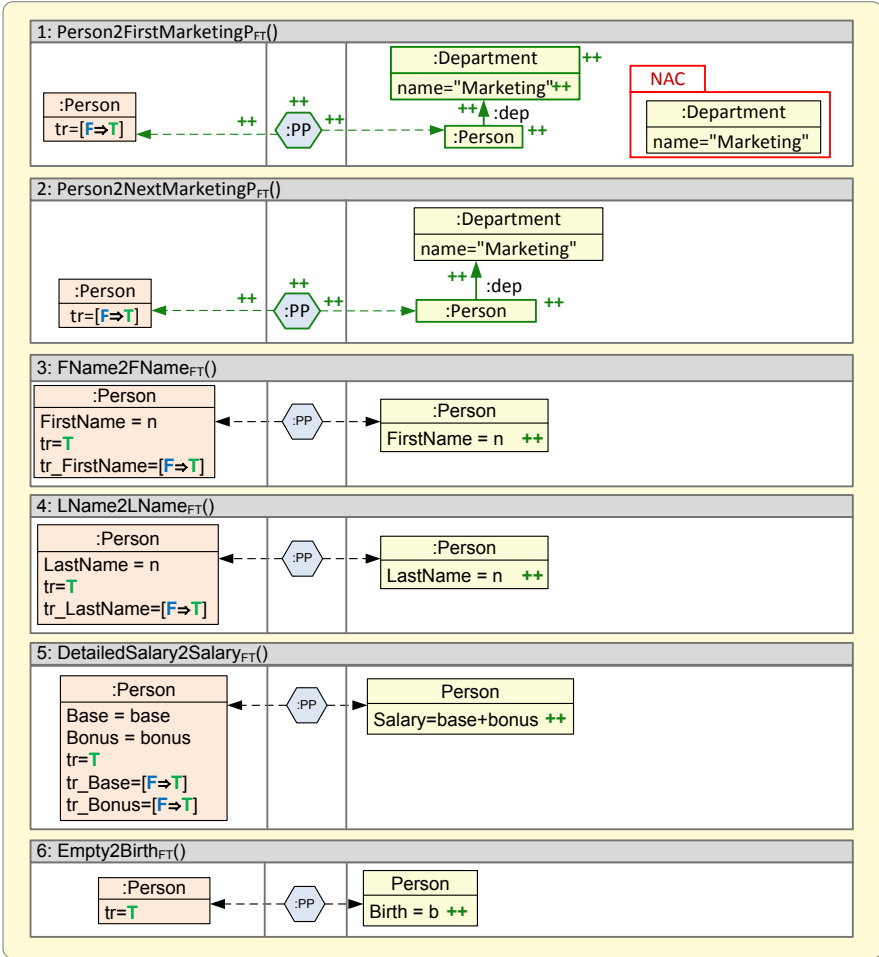 1: Person2FirstMarketingP_FT()
:Department ++
name="Marketing"++
NAC
:Department
name="Marketing"
:Person
tr=[F⇒T]
++ ++ ++
:PP
++ :dep
:Person ++
2: Person2NextMarketingP_FT()
:Department
name="Marketing"
++ :dep
:Person
tr=[F⇒T]
++ ++ ++
:PP
:Person ++
3: FName2FName_FT()
:Person
FirstName = n
tr=T
tr_FirstName=[F⇒T]
:PP
:Person
FirstName = n ++
4: LName2LName_FT()
:Person
LastName = n
tr=T
tr_LastName=[F⇒T]
:PP
:Person
LastName = n ++
5: DetailedSalary2Salary_FT()
:Person
Base = base
Bonus = bonus
tr=T
tr_Base=[F⇒T]
tr_Bonus=[F⇒T]
:PP
Person
Salary=base+bonus ++
6: Empty2Birth_FT()
:Person
tr=T
:PP
Person
Birth = b ++